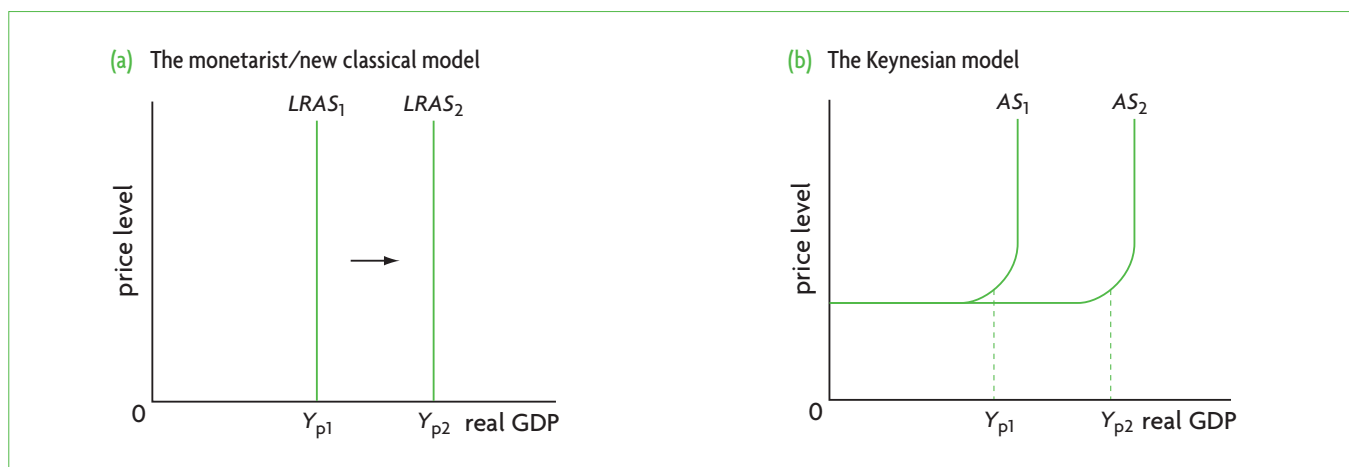 (a) The monetarist/new classical model
LRAS1 LRAS2
price level
0
Yp1 Yp2 real GDP
(b) The Keynesian model
AS1 AS2
price level
0
Yp1 Yp2 real GDP